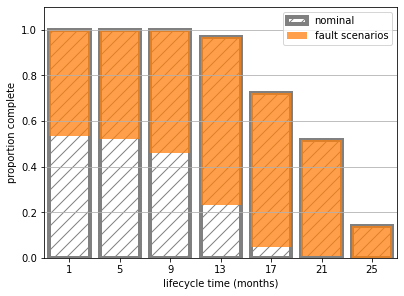 nominal
fault scenarios
1.0
0.8
0.6
0.4
0.2
0.0
proportion complete
1 5 9 13 17 21 25
lifecycle time (months)